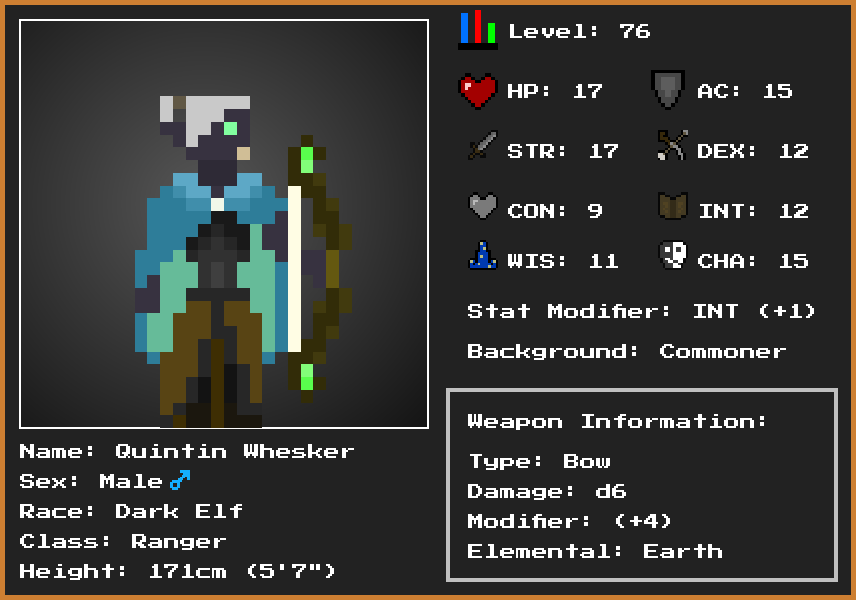 Level: 76
HP: 17 AC: 15
STR: 17 DEX: 12
CON: 9 INT: 12
WIS: 11 CHA: 15
Stat Modifier: INT (+1)
Background: Commoner
Weapon Information:
Type: Bow
Damage: d6
Modifier: (+4)
Elemental: Earth
Name: Quintin Whesker
Sex: Male ♂
Race: Dark Elf
Class: Ranger
Height: 171cm (5'7")